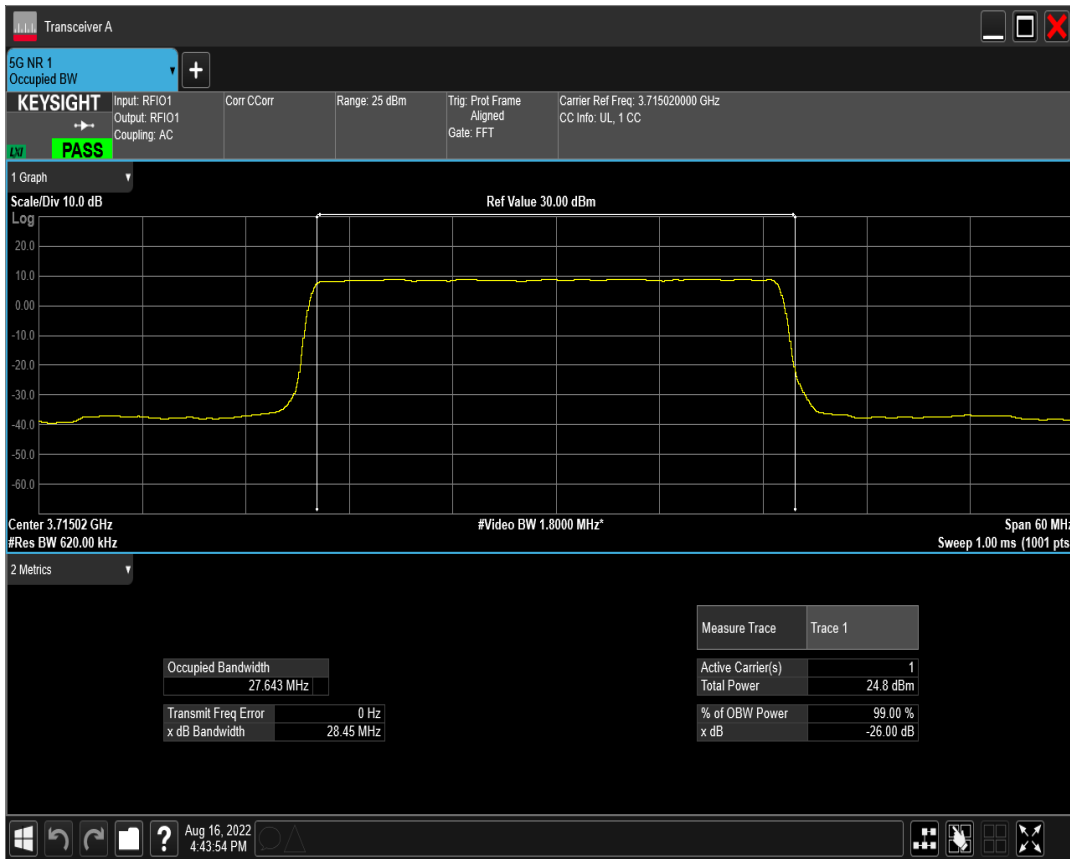 Transceiver A
5G NR 1
Occupied BW
+
KEYSIGHT
LXI
PASS
Input: RFIO1
Output: RFIO1
Coupling: AC
Corr CCorr
Range: 25 dBm
Trig: Prot Frame
Aligned
Gate: FFT
Carrier Ref Freq: 3.715020000 GHz
CC Info: UL, 1 CC
1 Graph
Scale/Div 10.0 dB
Ref Value 30.00 dBm
Log
20.0
10.0
0.00
-10.0
-20.0
-30.0
-40.0
-50.0
-60.0
Center 3.71502 GHz
#Video BW 1.8000 MHz*
Span 60 MHz
#Res BW 620.00 kHz
Sweep 1.00 ms (1001 pts
2 Metrics
Measure Trace Trace 1
Occupied Bandwidth
27.643 MHz
Active Carrier(s) 1
Total Power 24.8 dBm
Transmit Freq Error 0 Hz
x dB Bandwidth 28.45 MHz
% of OBW Power 99.00 %
x dB -26.00 dB
?
Aug 16, 2022
4:43:54 PM